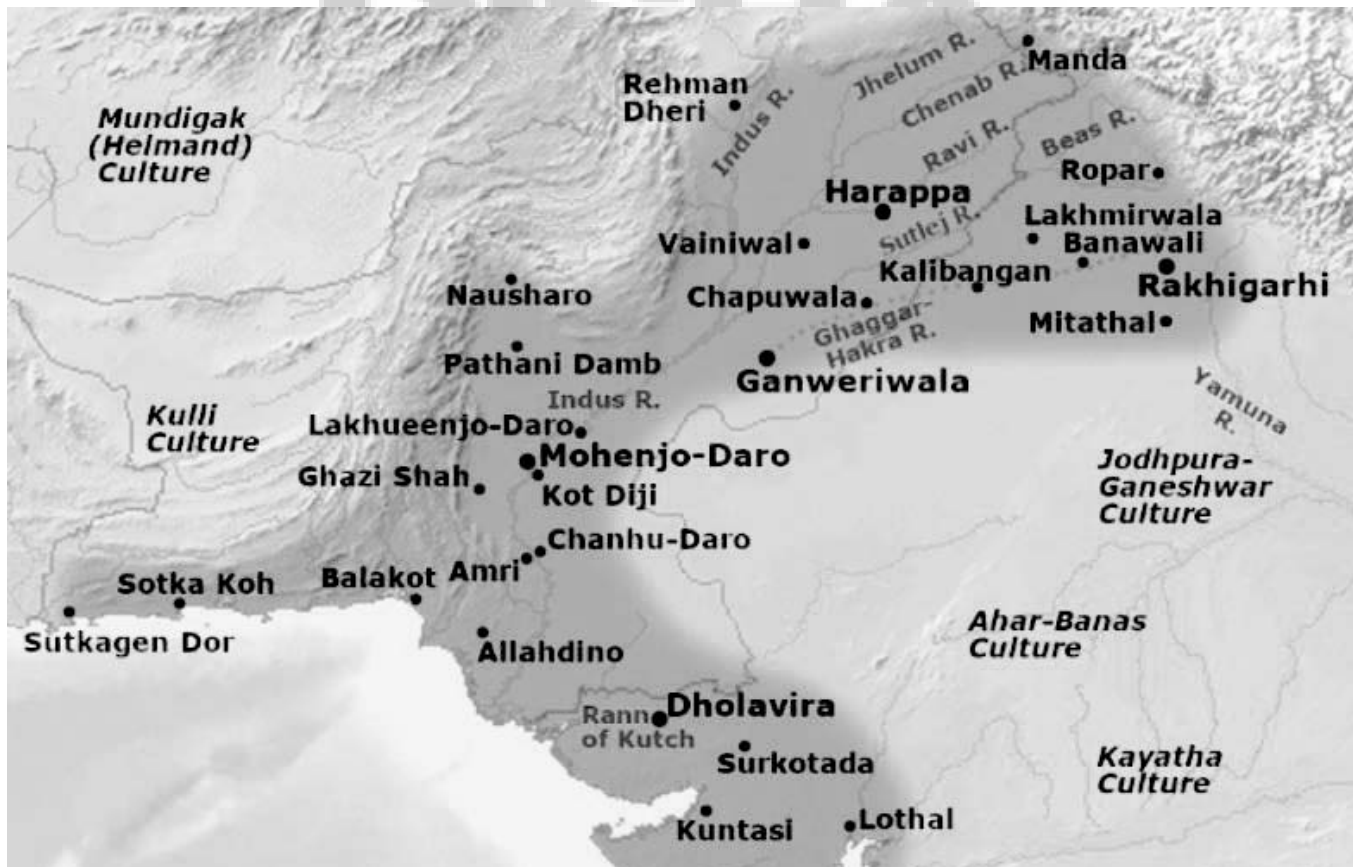 Jhelum R.
Manda
Rehman
Dheri
Indus R.
Chenab R.
Mundigak
(Helmand)
Culture
Ravi R.
Beas R.
Ropar
Harappa
Lakhmirwala
Sutlej R.
Vainiwal
Banawali
Kalibangan
Rakhigarhi
Nausharo
Chapuwala
Ghaggar-
Hakra R.
Mitathal
Pathani Damb
Ganweriwala
Indus R.
Yamuna
R.
Kulli
Culture
Lakhueenjo-Daro
Mohenjo-Daro
Ghazi Shah
Kot Diji
Jodhpura-
Ganeshwar
Culture
Chanhu-Daro
Amri
Sotka Koh
Balakot
Sutkagen Dor
Allahdino
Ahar-Banas
Culture
Dholavira
Rann
of Kutch
Surkotada
Kayatha
Culture
Kuntasi
Lothal